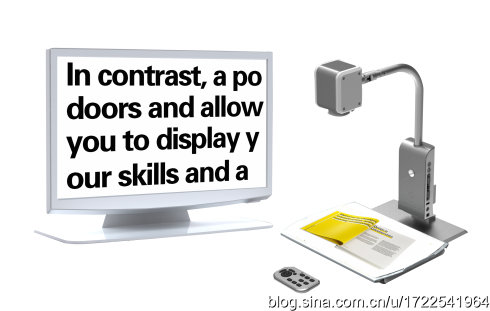 In contrast, a po
doors and allow
you to display y
our skills and a
blog.sina.com.cn/u/1722541964